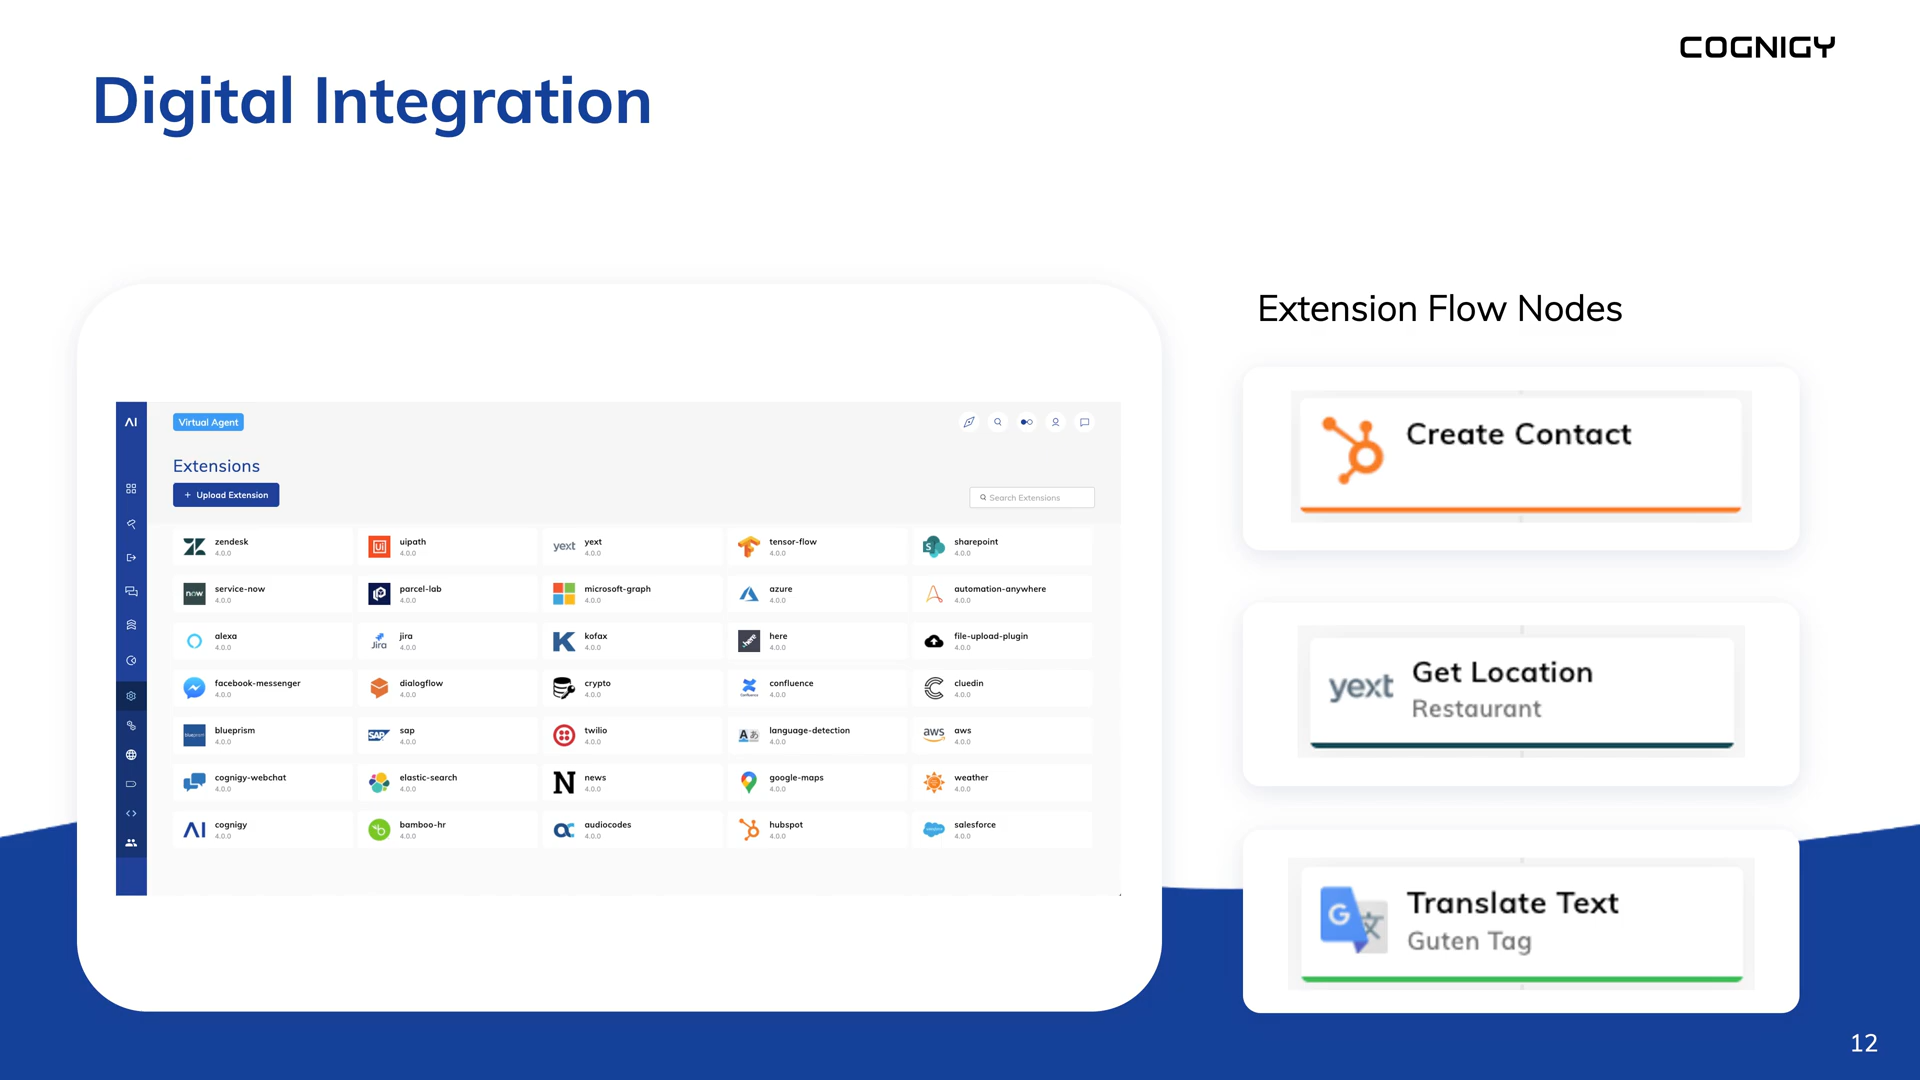 COGNIGY
Digital Integration
Extension Flow Nodes
AI
Virtual Agent
Extensions
+ Upload Extension
Search Extensions
zendesk
4.0.0
uipath
4.0.0
yext
yext
4.0.0
tensor-flow
4.0.0
sharepoint
4.0.0
now
service-now
4.0.0
parcel-lab
4.0.0
microsoft-graph
4.0.0
azure
4.0.0
automation-anywhere
4.0.0
alexa
4.0.0
Jira
jira
4.0.0
kofax
4.0.0
here
here
4.0.0
file-upload-plugin
4.0.0
facebook-messenger
4.0.0
dialogflow
4.0.0
crypto
4.0.0
Confluence
confluence
4.0.0
cluedin
4.0.0
blueprism
blueprism
4.0.0
SAP
sap
4.0.0
twilio
4.0.0
language-detection
4.0.0
aws
aws
4.0.0
cognigy-webchat
4.0.0
elastic-search
4.0.0
N
news
4.0.0
google-maps
4.0.0
weather
4.0.0
AI
cognigy
4.0.0
bamboo-hr
4.0.0
audiocodes
4.0.0
hubspot
4.0.0
salesforce
4.0.0
Create Contact
yext
Get Location
Restaurant
G
Translate Text
Guten Tag
12